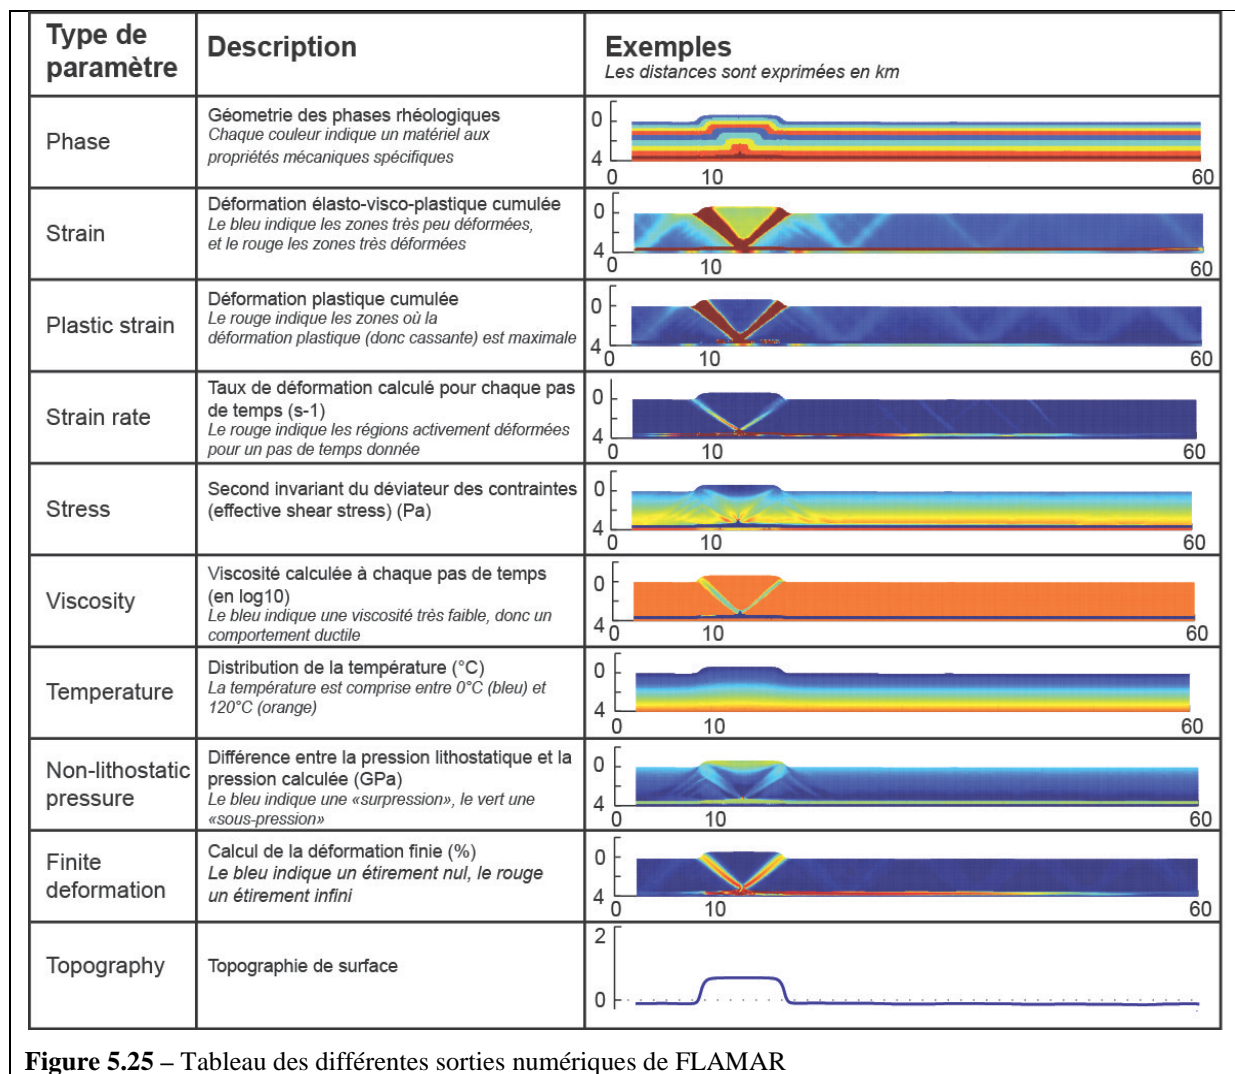 Type de
paramètre
Description
Exemples
Les distances sont exprimées en km
Phase
Géometrie des phases rhéologiques
Chaque couleur indique un matériel aux
propriétés mécaniques spécifiques
0
4
0
10
60
Strain
Déformation élasto-visco-plastique cumulée
Le bleu indique les zones très peu déformées,
et le rouge les zones très déformées
0
4
0
10
60
Plastic strain
Déformation plastique cumulée
Le rouge indique les zones où la
déformation plastique (donc cassante) est maximale
0
4
0
10
60
Strain rate
Taux de déformation calculé pour chaque pas
de temps (s-1)
Le rouge indique les régions activement déformées
pour un pas de temps donnée
0
4
0
10
60
Stress
Second invariant du déviateur des contraintes
(effective shear stress) (Pa)
0
4
0
10
60
Viscosity
Viscosité calculée à chaque pas de temps
(en log10)
Le bleu indique une viscosité très faible, donc un
comportement ductile
0
4
0
10
60
Temperature
Distribution de la température (°C)
La température est comprise entre 0°C (bleu) et
120°C (orange)
0
4
0
10
60
Non-lithostatic
pressure
Différence entre la pression lithostatique et la
pression calculée (GPa)
Le bleu indique une «surpression», le vert une
«sous-pression»
0
4
0
10
60
Finite
deformation
Calcul de la déformation finie (%)
Le bleu indique un étirement nul, le rouge
un étirement infini
0
4
0
10
60
Topography
Topographie de surface
2
0
Figure 5.25 – Tableau des différentes sorties numériques de FLAMAR